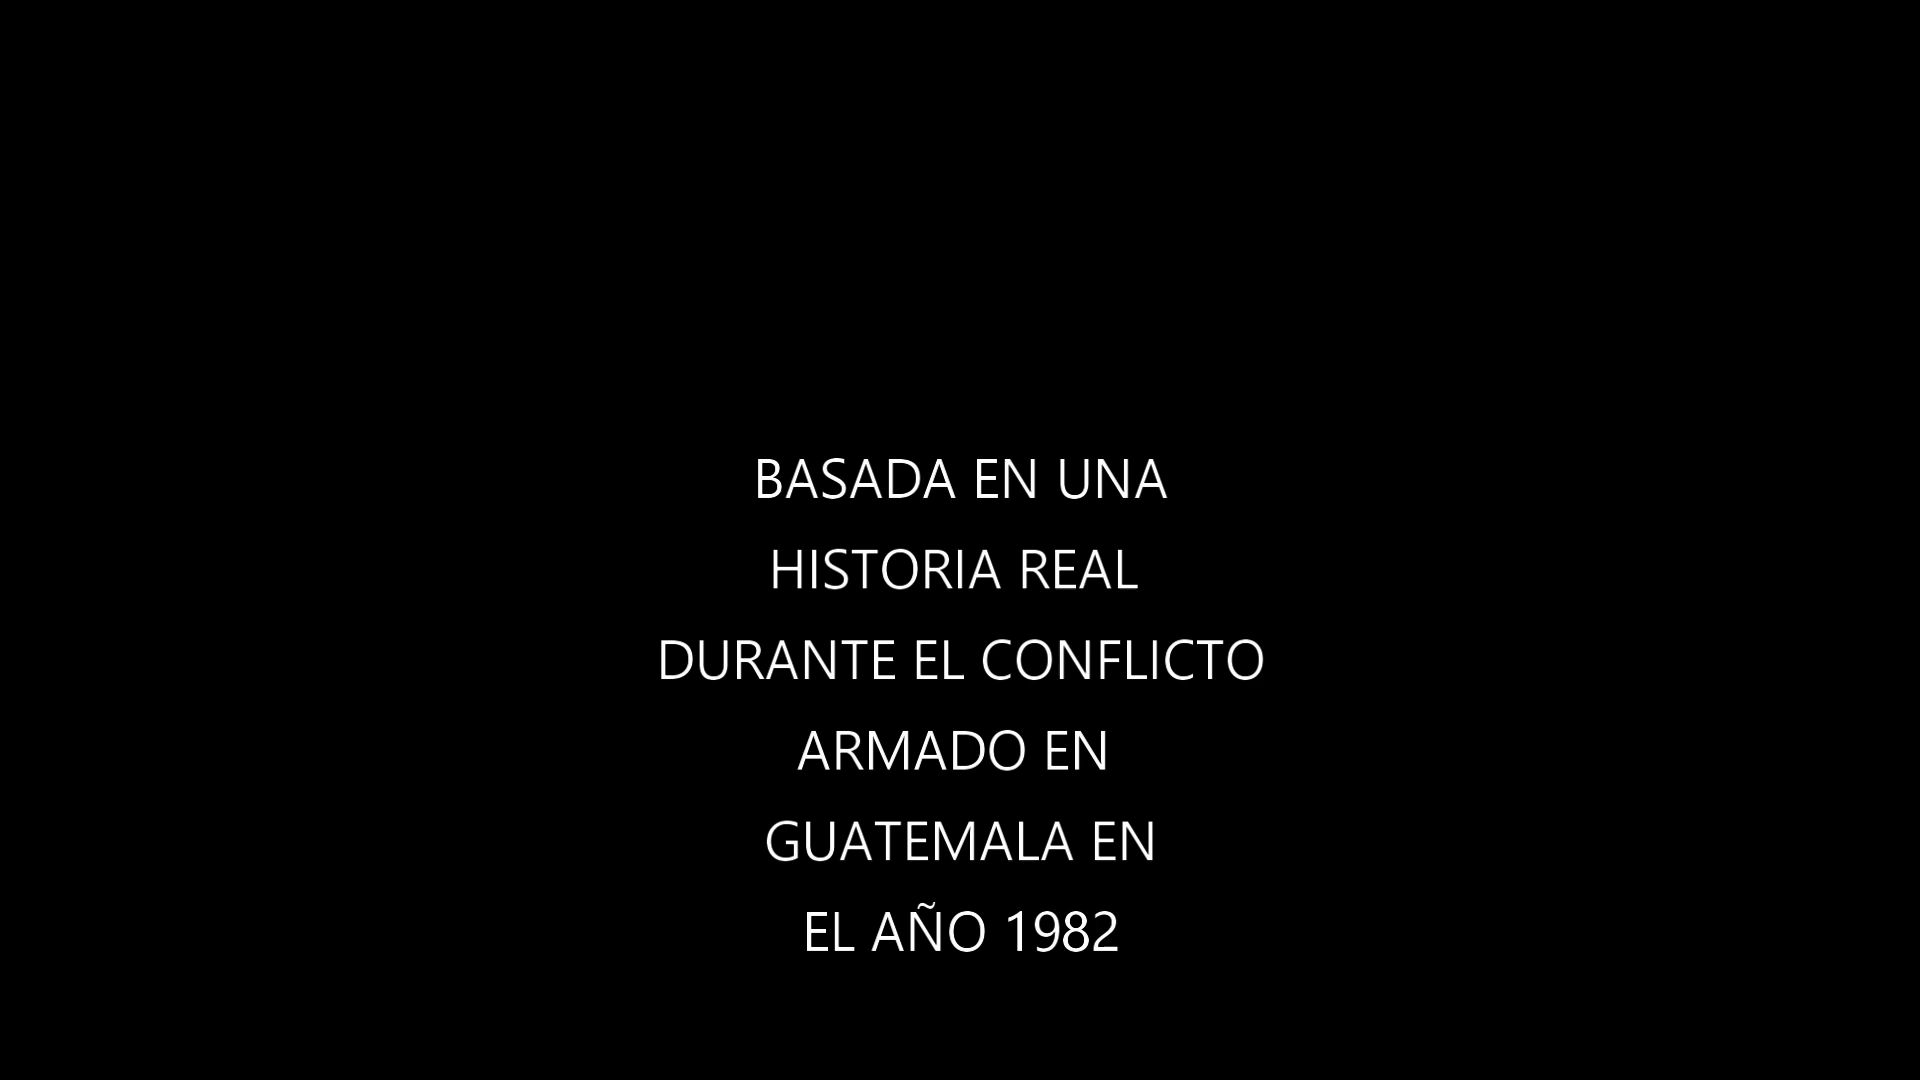 BASADA EN UNA
HISTORIA REAL
DURANTE EL CONFLICTO
ARMADO EN
GUATEMALA EN
EL AÑO 1982